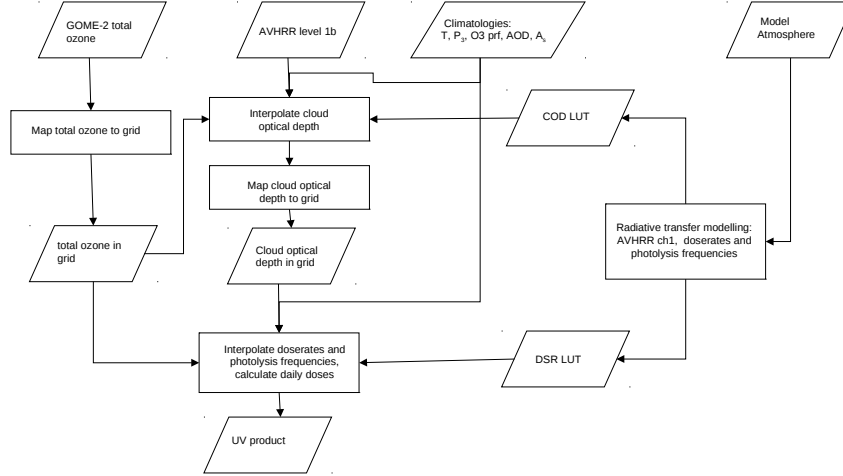 GOME-2 total
ozone
AVHRR level 1b
Climatologies:
T, P₃, O3 prf, AOD, Aₛ
Model
Atmosphere
Map total ozone to grid
Interpolate cloud
optical depth
COD LUT
Map cloud optical
depth to grid
total ozone in
grid
Cloud optical
depth in grid
Radiative transfer modelling:
AVHRR ch1, doserates and
photolysis frequencies
Interpolate doserates and
photolysis frequencies,
calculate daily doses
DSR LUT
UV product